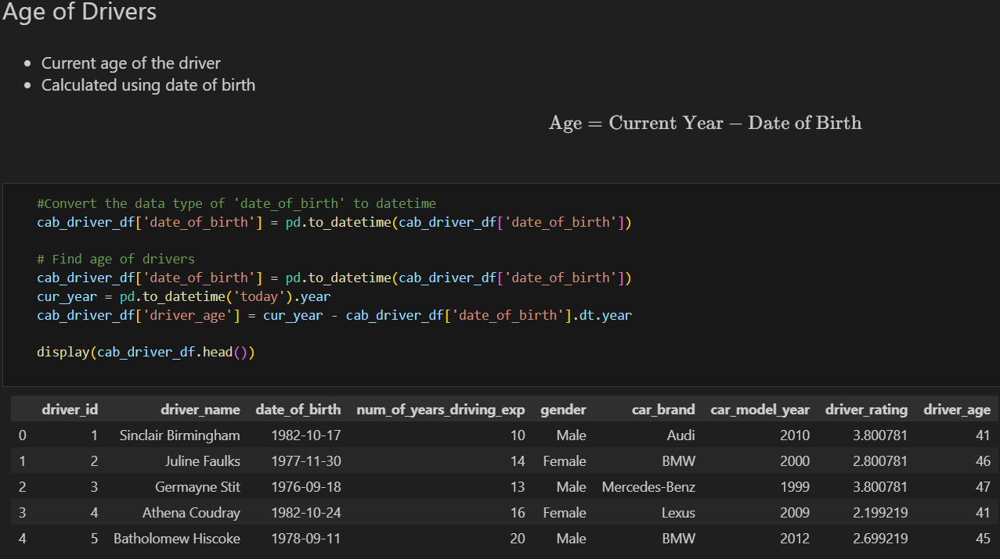 Age of Drivers
• Current age of the driver
• Calculated using date of birth
Age = Current Year − Date of Birth
#Convert the data type of 'date_of_birth' to datetime
cab_driver_df['date_of_birth'] = pd.to_datetime(cab_driver_df['date_of_birth'])
# Find age of drivers
cab_driver_df['date_of_birth'] = pd.to_datetime(cab_driver_df['date_of_birth'])
cur_year = pd.to_datetime('today').year
cab_driver_df['driver_age'] = cur_year - cab_driver_df['date_of_birth'].dt.year
display(cab_driver_df.head())
driver_id driver_name date_of_birth num_of_years_driving_exp gender car_brand car_model_year driver_rating driver_age
0 1 Sinclair Birmingham 1982-10-17 10 Male Audi 2010 3.800781 41
1 2 Juline Faulks 1977-11-30 14 Female BMW 2000 2.800781 46
2 3 Germayne Stit 1976-09-18 13 Male Mercedes-Benz 1999 3.800781 47
3 4 Athena Coudray 1982-10-24 16 Female Lexus 2009 2.199219 41
4 5 Batholomew Hiscoke 1978-09-11 20 Male BMW 2012 2.699219 45